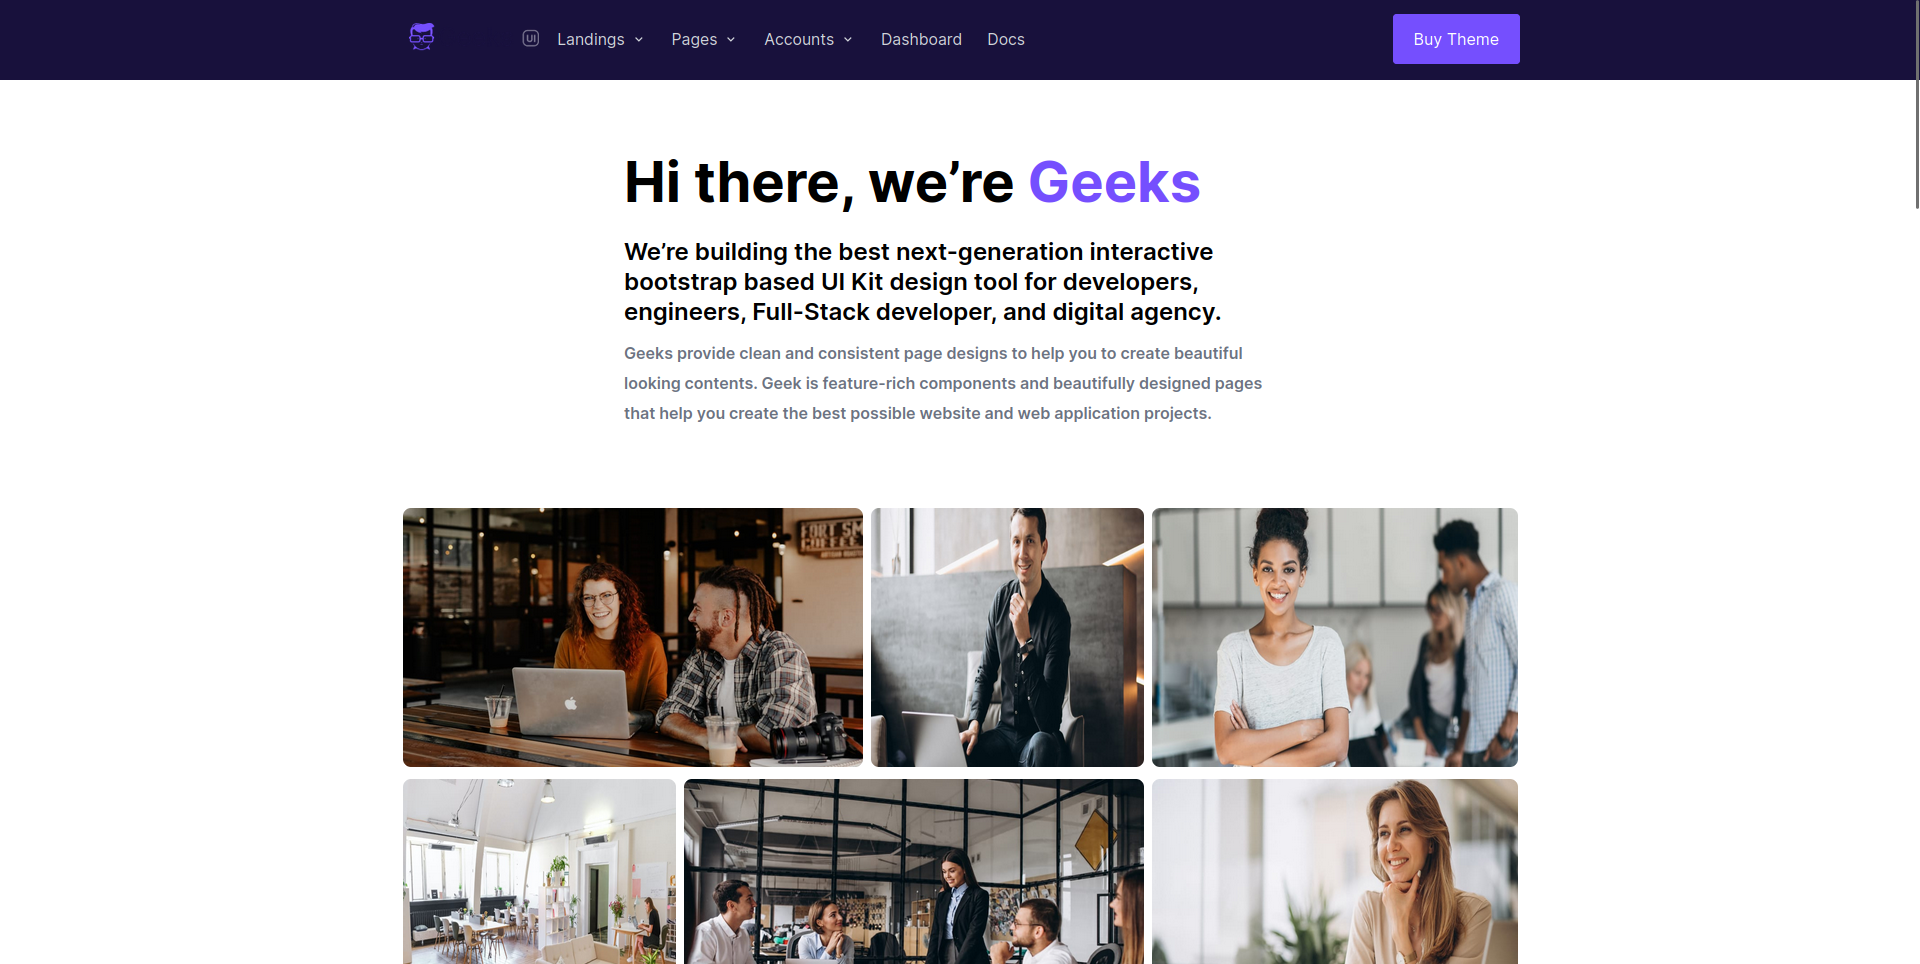 UI Landings Pages Accounts Dashboard Docs Buy Theme
Hi there, we’re Geeks
We’re building the best next-generation interactive
bootstrap based UI Kit design tool for developers,
engineers, Full-Stack developer, and digital agency.
Geeks provide clean and consistent page designs to help you to create beautiful
looking contents. Geek is feature-rich components and beautifully designed pages
that help you create the best possible website and web application projects.
FORT SM
COFFEE